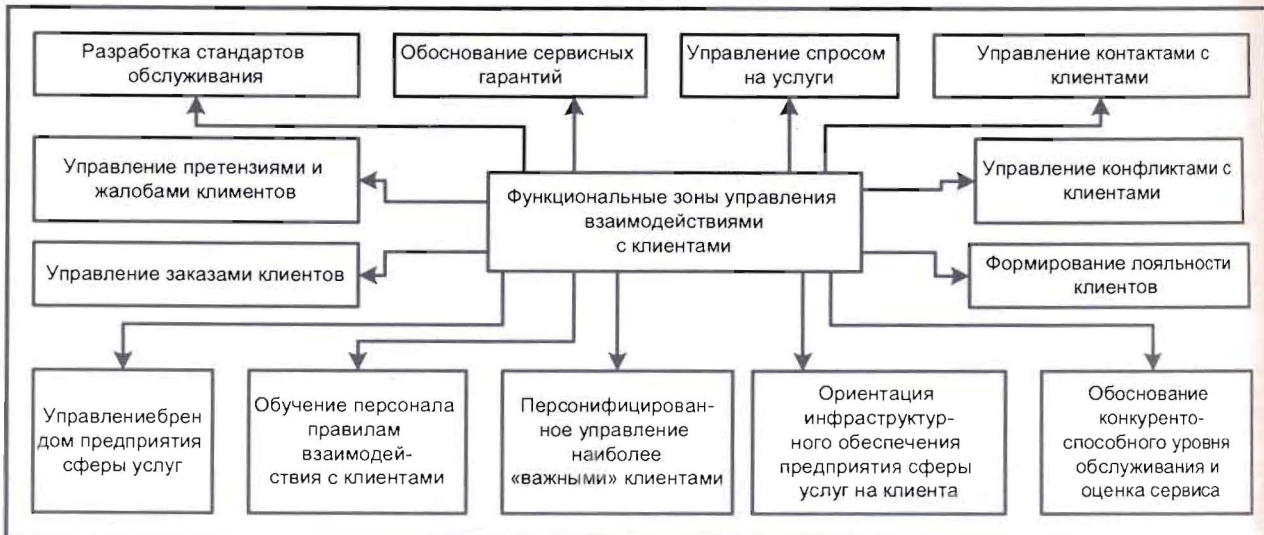 Разработка стандартов
обслуживания
Обоснование сервисных
гарантий
Управление спросом
на услуги
Управление контактами с
клиентами
Управление претензиями и
жалобами климентов
Функциональные зоны управления
взаимодействиями
с клиентами
Управление конфликтами с
клиентами
Управление заказами клиентов
Формирование лояльности
клиентов
Управлениебрен
дом предприятия
сферы услуг
Обучение персонала
правилам
взаимодей-
ствия с клиентами
Персонифицирован-
ное управление
наиболее
«важными» клиентами
Ориентация
инфраструктур-
ного обеспечения
предприятия сферы
услуг на клиента
Обоснование
конкуренто-
способного уровня
обслуживания и
оценка сервиса